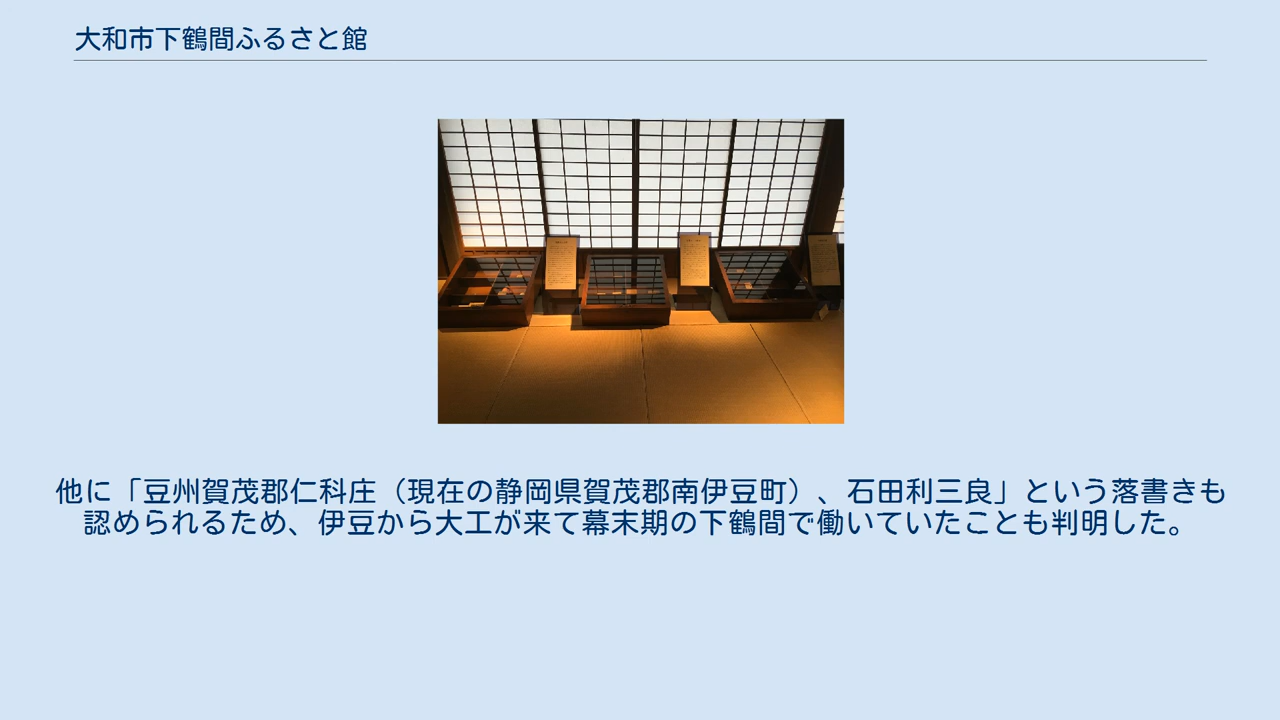 大和市下鶴間ふるさと館
他に「豆州賀茂郡仁科庄（現在の静岡県賀茂郡南伊豆町）、石田利三良」という落書きも
認められるため、伊豆から大工が来て幕末期の下鶴間で働いていたことも判明した。